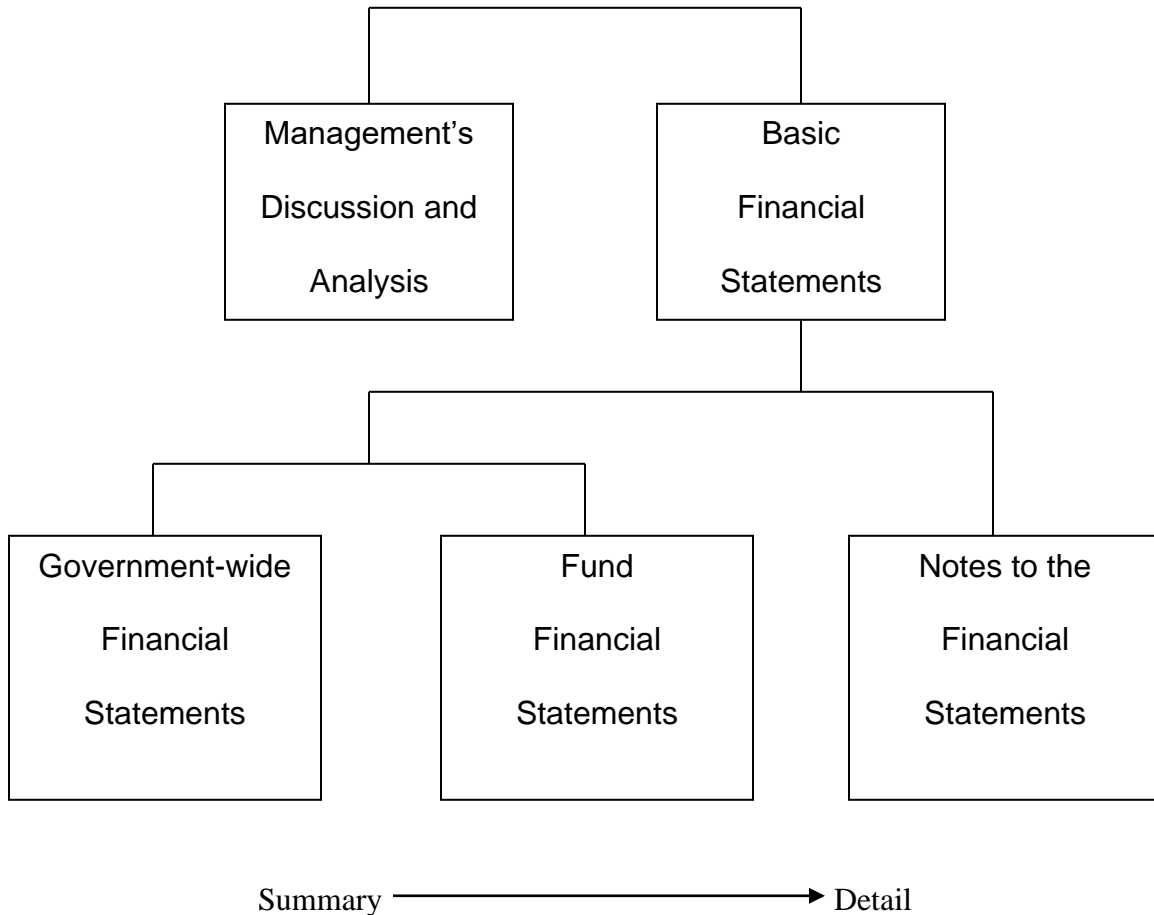 Management’s
Discussion and
Analysis
Basic
Financial
Statements
Government-wide
Financial
Statements
Fund
Financial
Statements
Notes to the
Financial
Statements
Summary
Detail